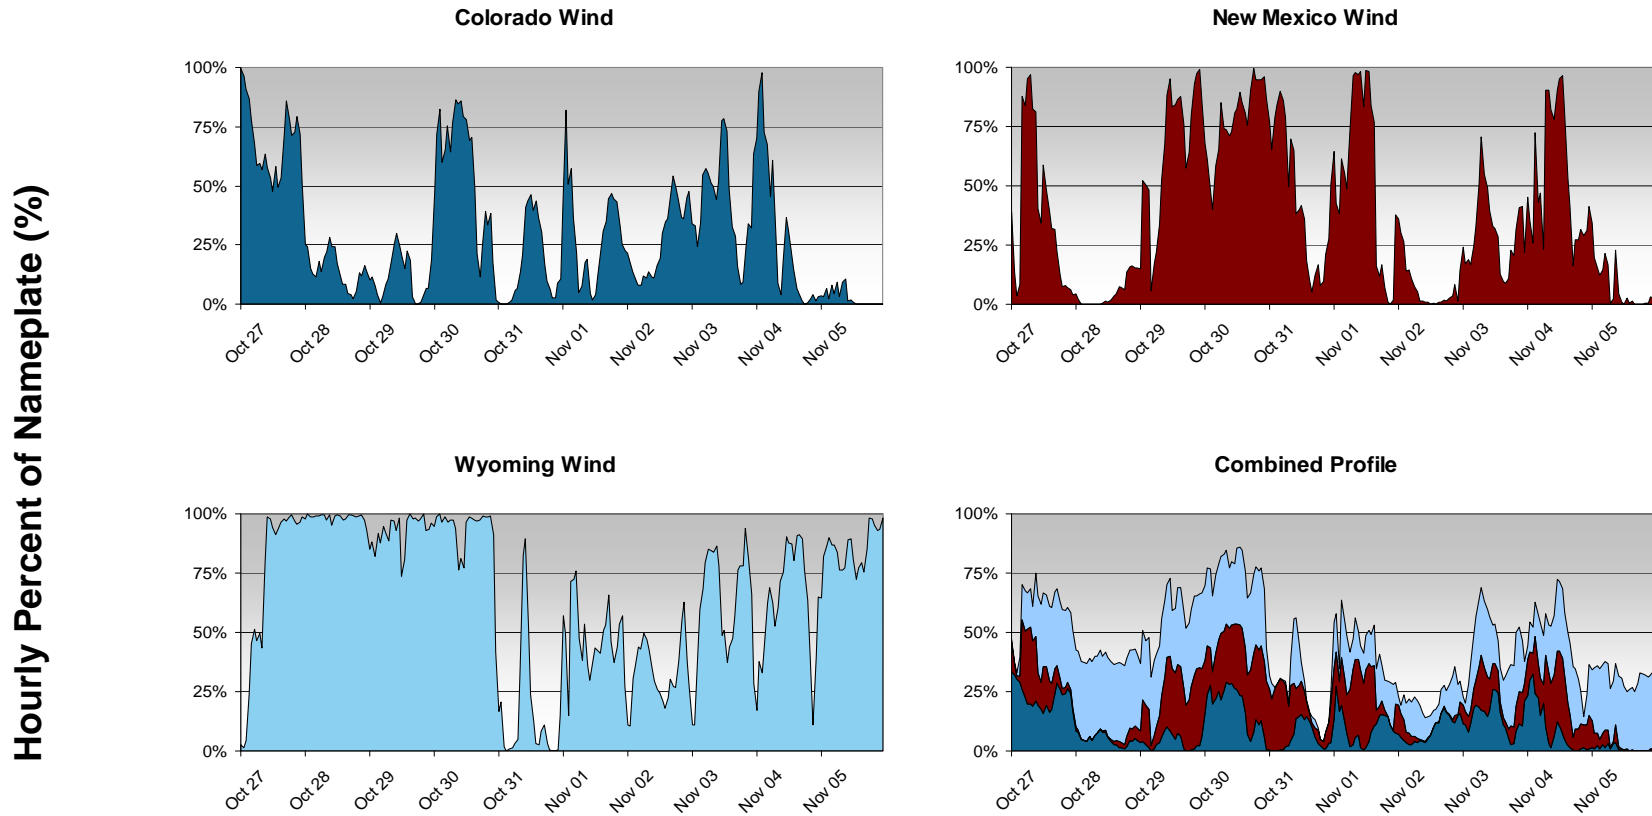 Hourly Percent of Nameplate (%)
Colorado Wind
100%
75%
50%
25%
0%
Oct 27
Oct 28
Oct 29
Oct 30
Oct 31
Nov 01
Nov 02
Nov 03
Nov 04
Nov 05
New Mexico Wind
100%
75%
50%
25%
0%
Oct 27
Oct 28
Oct 29
Oct 30
Oct 31
Nov 01
Nov 02
Nov 03
Nov 04
Nov 05
Wyoming Wind
100%
75%
50%
25%
0%
Oct 27
Oct 28
Oct 29
Oct 30
Oct 31
Nov 01
Nov 02
Nov 03
Nov 04
Nov 05
Combined Profile
100%
75%
50%
25%
0%
Oct 27
Oct 28
Oct 29
Oct 30
Oct 31
Nov 01
Nov 02
Nov 03
Nov 04
Nov 05